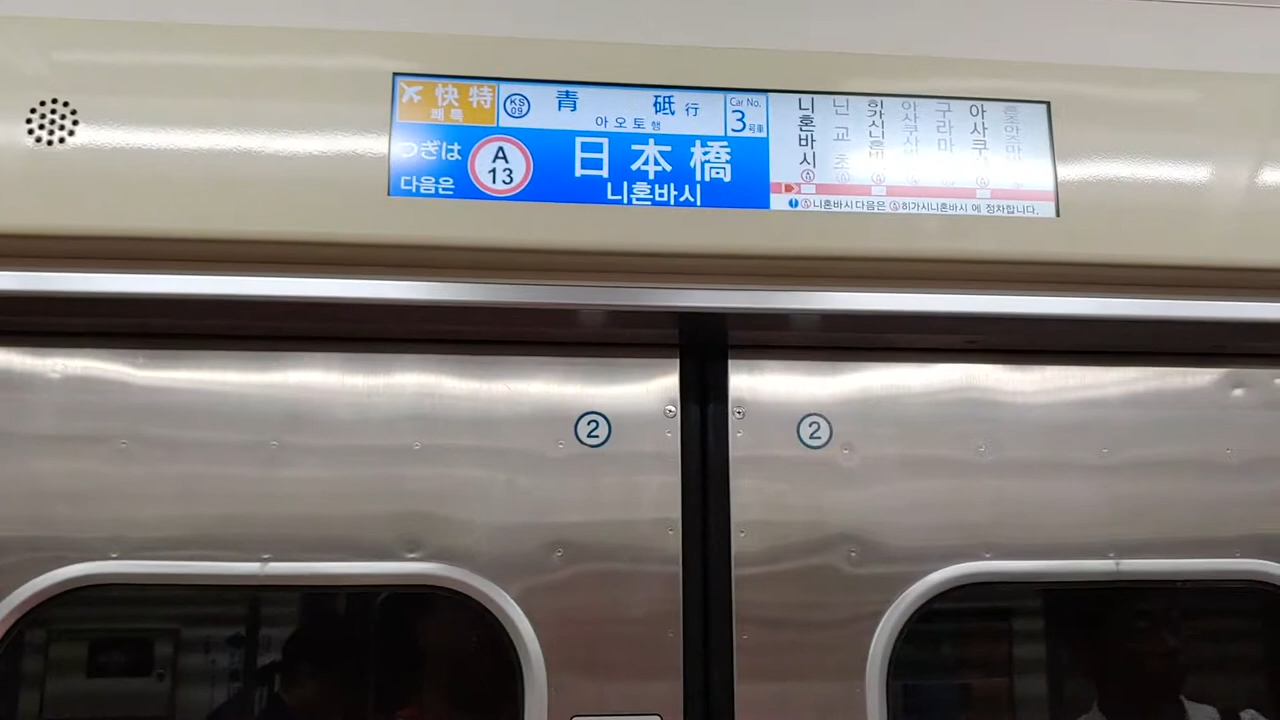 快特
쾌특
KS
09
青砥行
아오토행
Car No.
3号車
つぎは
다음은
A
13
日本橋
니혼바시
니혼바시
닌교초
히가시니혼바시
아사쿠사바시
구라마에
아사쿠사
Ⓐ니혼바시 다음은 Ⓐ히가시니혼바시 에 정차합니다.
2
2